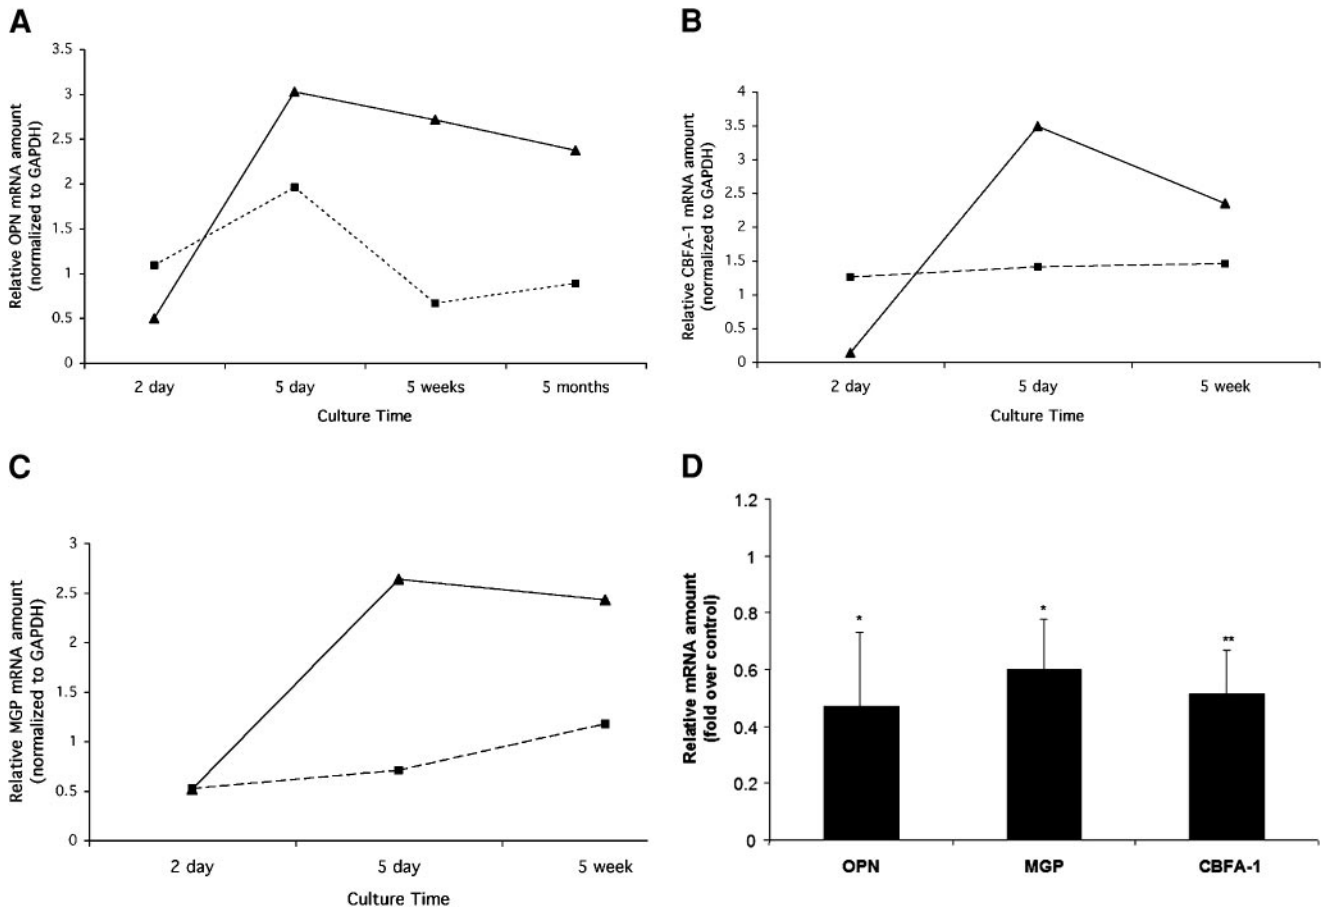 A
Relative OPN mRNA amount
(normalized to GAPDH)
3.5
3
2.5
2
1.5
1
0.5
0
2 day
5 day
5 weeks
5 months
Culture Time
B
Relative CBFA-1 mRNA amount
(normalized to GAPDH)
4
3.5
3
2.5
2
1.5
1
0.5
0
2 day
5 day
5 week
Culture Time
C
Relative MGP mRNA amount
(normalized to GAPDH)
3
2.5
2
1.5
1
0.5
0
2 day
5 day
5 week
Culture Time
D
Relative mRNA amount
(fold over control)
1.2
1
0.8
0.6
0.4
0.2
0
*
*
**
OPN
MGP
CBFA-1